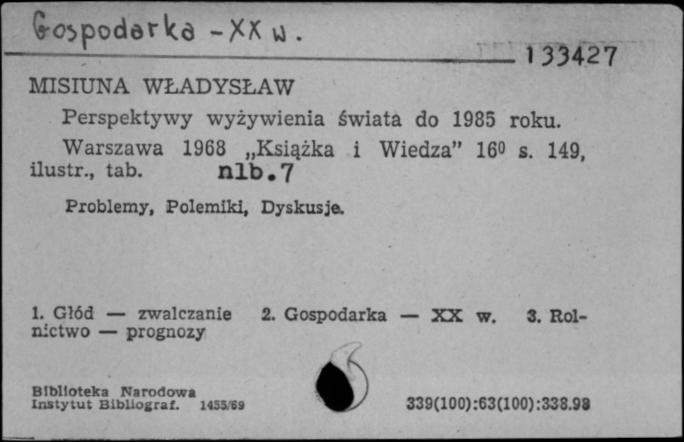 Gospodarka - XX w.
133427
MISIUNA WŁADYSŁAW
Perspektywy wyżywienia świata do 1985 roku.
Warszawa 1968 „Książka i Wiedza” 16⁰ s. 149,
ilustr., tab. nlb.7
Problemy, Polemiki, Dyskusje.
1. Głód — zwalczanie 2. Gospodarka — XX w. 3. Rol-
nictwo — prognozy
Biblioteka Narodowa
Instytut Bibliograf. 1455/69
339(100):63(100):338.98